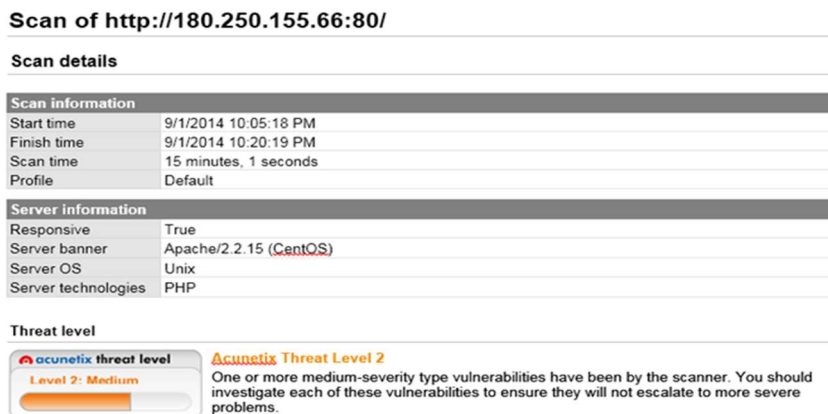 Scan of http://180.250.155.66:80/
Scan details
Scan information
Start time 9/1/2014 10:05:18 PM
Finish time 9/1/2014 10:20:19 PM
Scan time 15 minutes, 1 seconds
Profile Default
Server information
Responsive True
Server banner Apache/2.2.15 (CentOS)
Server OS Unix
Server technologies PHP
Threat level
acunetix threat level
Level 2: Medium
Acunetix Threat Level 2
One or more medium-severity type vulnerabilities have been by the scanner. You should
investigate each of these vulnerabilities to ensure they will not escalate to more severe
problems.